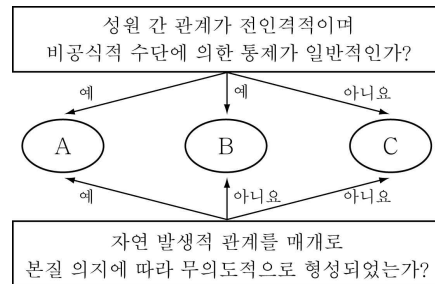 성원 간 관계가 전인격적이며
비공식적 수단에 의한 통제가 일반적인가?
예 예 아니요
A B C
예 아니요 아니요
자연 발생적 관계를 매개로
본질 의지에 따라 무의도적으로 형성되었는가?